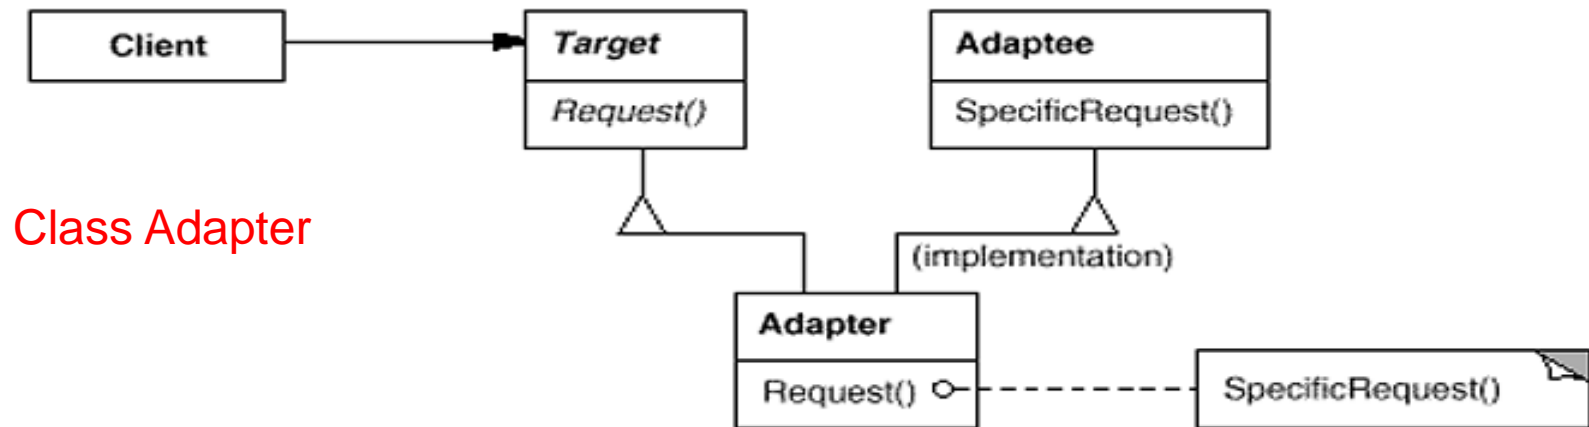 Client
Target
Request()
Adaptee
SpecificRequest()
Class Adapter
(implementation)
Adapter
Request()
SpecificRequest()